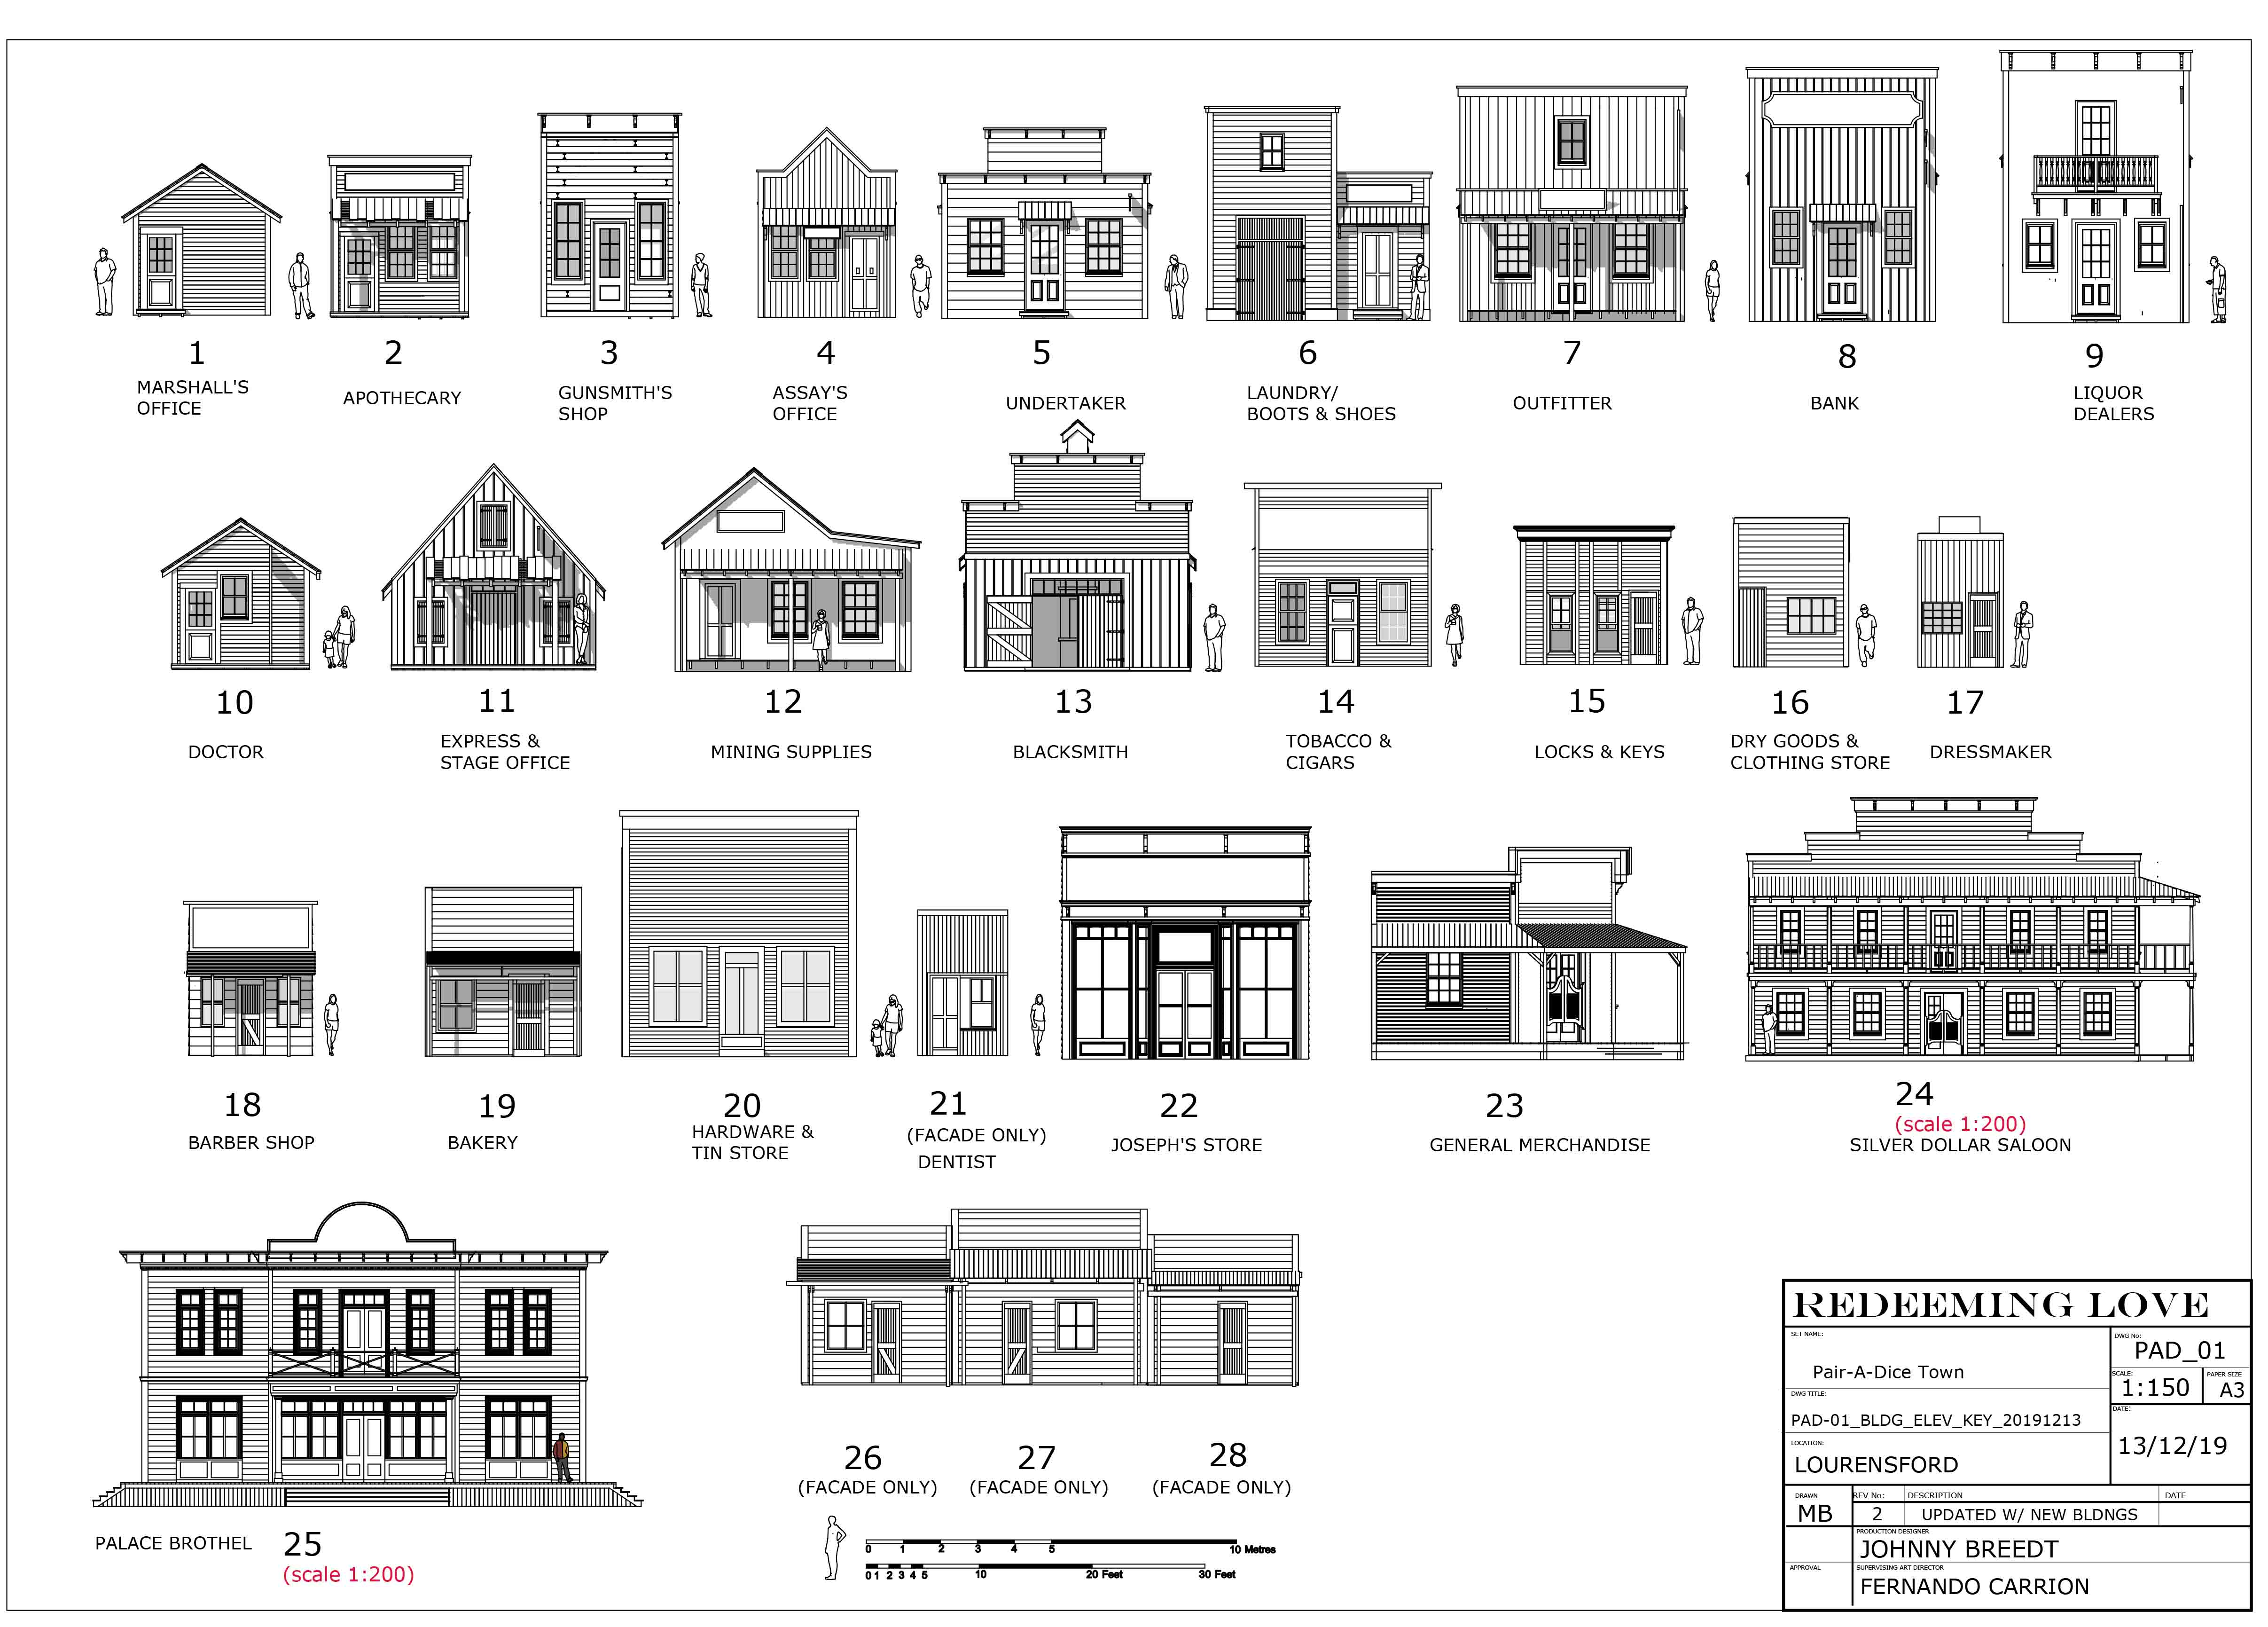 1
MARSHALL'S
OFFICE
2
APOTHECARY
3
GUNSMITH'S
SHOP
4
ASSAY'S
OFFICE
5
UNDERTAKER
6
LAUNDRY/
BOOTS & SHOES
7
OUTFITTER
8
BANK
9
LIQUOR
DEALERS
10
DOCTOR
11
EXPRESS &
STAGE OFFICE
12
MINING SUPPLIES
13
BLACKSMITH
14
TOBACCO &
CIGARS
15
LOCKS & KEYS
16
DRY GOODS &
CLOTHING STORE
17
DRESSMAKER
18
BARBER SHOP
19
BAKERY
20
HARDWARE &
TIN STORE
21
(FACADE ONLY)
DENTIST
22
JOSEPH'S STORE
23
GENERAL MERCHANDISE
24
(scale 1:200)
SILVER DOLLAR SALOON
PALACE BROTHEL 25
(scale 1:200)
26
(FACADE ONLY)
27
(FACADE ONLY)
28
(FACADE ONLY)
0 1 2 3 4 5 10 Metres
0 1 2 3 4 5 10 20 Feet 30 Feet
REDEEMING LOVE
SET NAME:
Pair-A-Dice Town
DWG No:
PAD_01
SCALE:
1:150
PAPER SIZE
A3
DWG TITLE:
PAD-01_BLDG_ELEV_KEY_20191213
DATE:
13/12/19
LOCATION:
LOURENSFORD
DRAWN
MB
REV No: DESCRIPTION DATE
2 UPDATED W/ NEW BLDNGS
PRODUCTION DESIGNER
JOHNNY BREEDT
APPROVAL
SUPERVISING ART DIRECTOR
FERNANDO CARRION